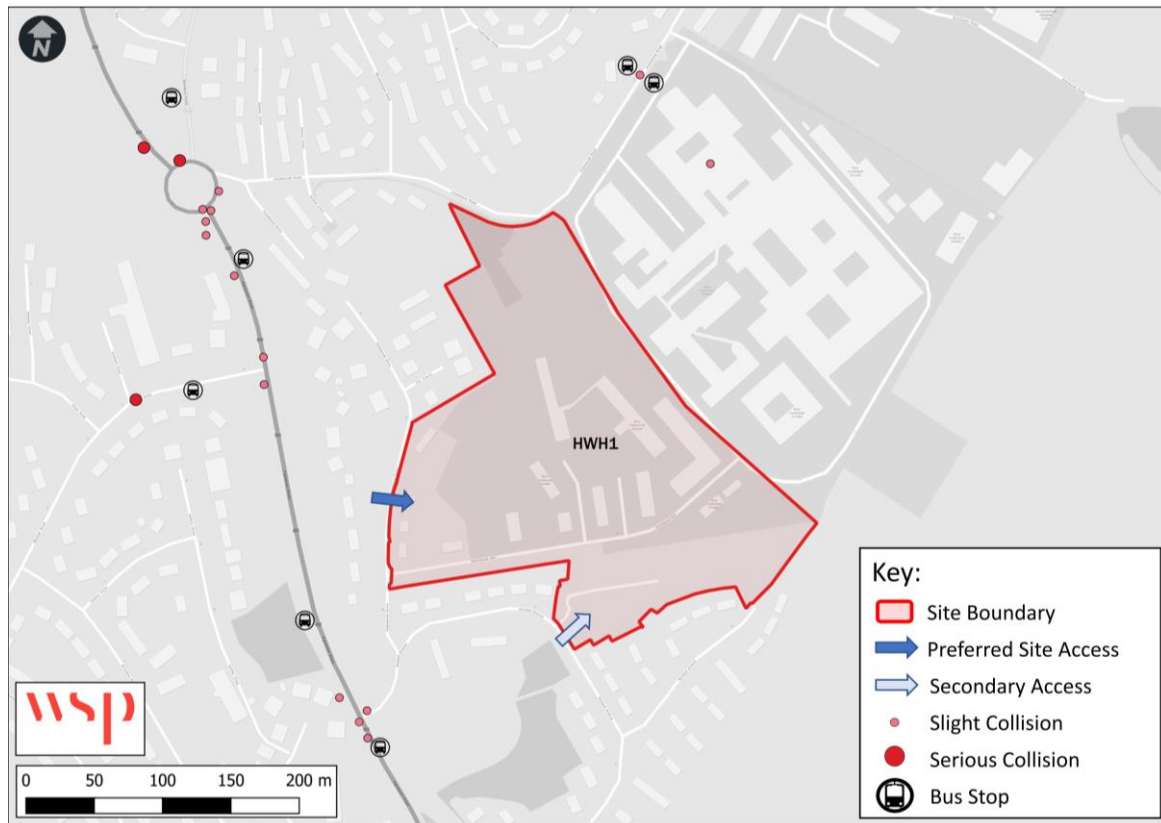 N
HWH1
Key:
Site Boundary
Preferred Site Access
Secondary Access
Slight Collision
Serious Collision
Bus Stop
wsp
0 50 100 150 200 m